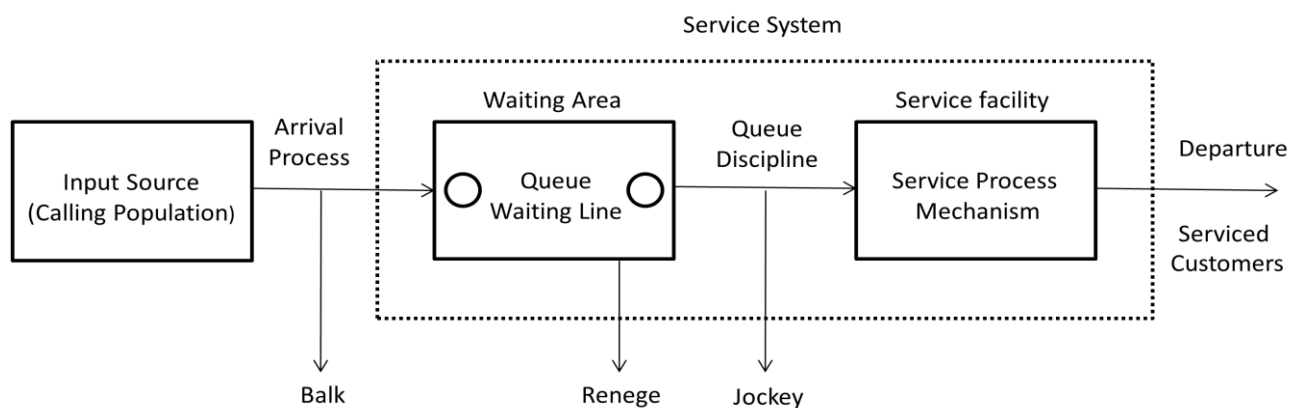 Service System
Waiting Area
Service facility
Arrival
Process
Queue
Discipline
Departure
Input Source
(Calling Population)
Queue
Waiting Line
Service Process
Mechanism
Serviced
Customers
Balk
Renege
Jockey